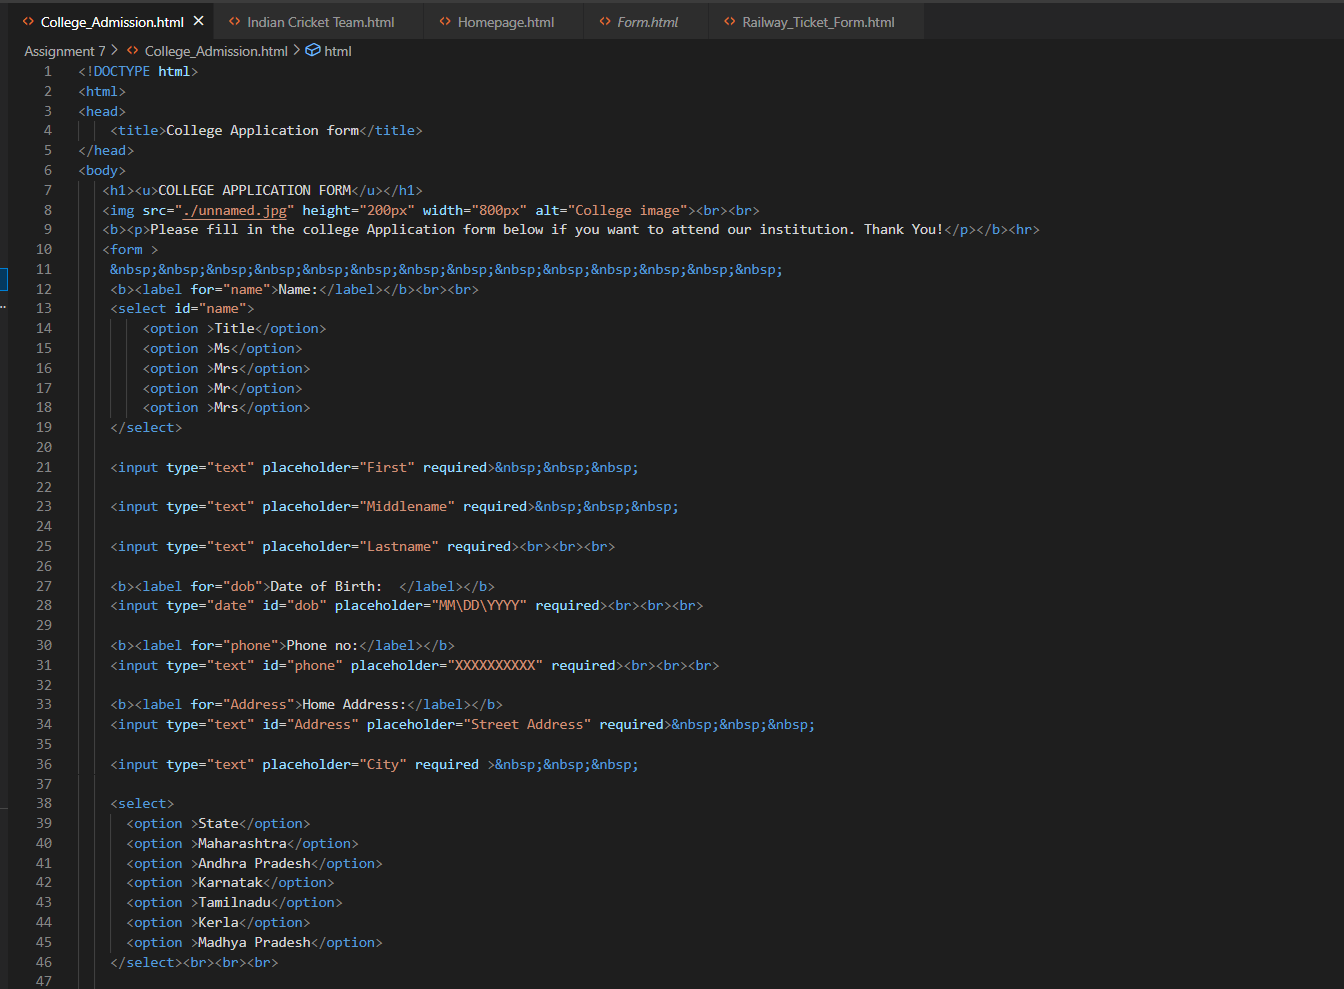 College_Admission.html Indian Cricket Team.html Homepage.html Form.html Railway_Ticket_Form.html
Assignment 7 > College_Admission.html > html
1 <!DOCTYPE html>
2 <html>
3 <head>
4 <title>College Application form</title>
5 </head>
6 <body>
7 <h1><u>COLLEGE APPLICATION FORM</u></h1>
8 <img src="./unnamed.jpg" height="200px" width="800px" alt="College image"><br><br>
9 <b><p>Please fill in the college Application form below if you want to attend our institution. Thank You!</p></b><hr>
10 <form >
11 &nbsp;&nbsp;&nbsp;&nbsp;&nbsp;&nbsp;&nbsp;&nbsp;&nbsp;&nbsp;&nbsp;&nbsp;&nbsp;&nbsp;
12 <b><label for="name">Name:</label></b><br><br>
13 <select id="name">
14 <option >Title</option>
15 <option >Ms</option>
16 <option >Mrs</option>
17 <option >Mr</option>
18 <option >Mrs</option>
19 </select>
20
21 <input type="text" placeholder="First" required>&nbsp;&nbsp;&nbsp;
22
23 <input type="text" placeholder="Middlename" required>&nbsp;&nbsp;&nbsp;
24
25 <input type="text" placeholder="Lastname" required><br><br><br>
26
27 <b><label for="dob">Date of Birth:  </label></b>
28 <input type="date" id="dob" placeholder="MM\DD\YYYY" required><br><br><br>
29
30 <b><label for="phone">Phone no:</label></b>
31 <input type="text" id="phone" placeholder="XXXXXXXXXX" required><br><br><br>
32
33 <b><label for="Address">Home Address:</label></b>
34 <input type="text" id="Address" placeholder="Street Address" required>&nbsp;&nbsp;&nbsp;
35
36 <input type="text" placeholder="City" required >&nbsp;&nbsp;&nbsp;
37
38 <select>
39 <option >State</option>
40 <option >Maharashtra</option>
41 <option >Andhra Pradesh</option>
42 <option >Karnatak</option>
43 <option >Tamilnadu</option>
44 <option >Kerla</option>
45 <option >Madhya Pradesh</option>
46 </select><br><br><br>
47